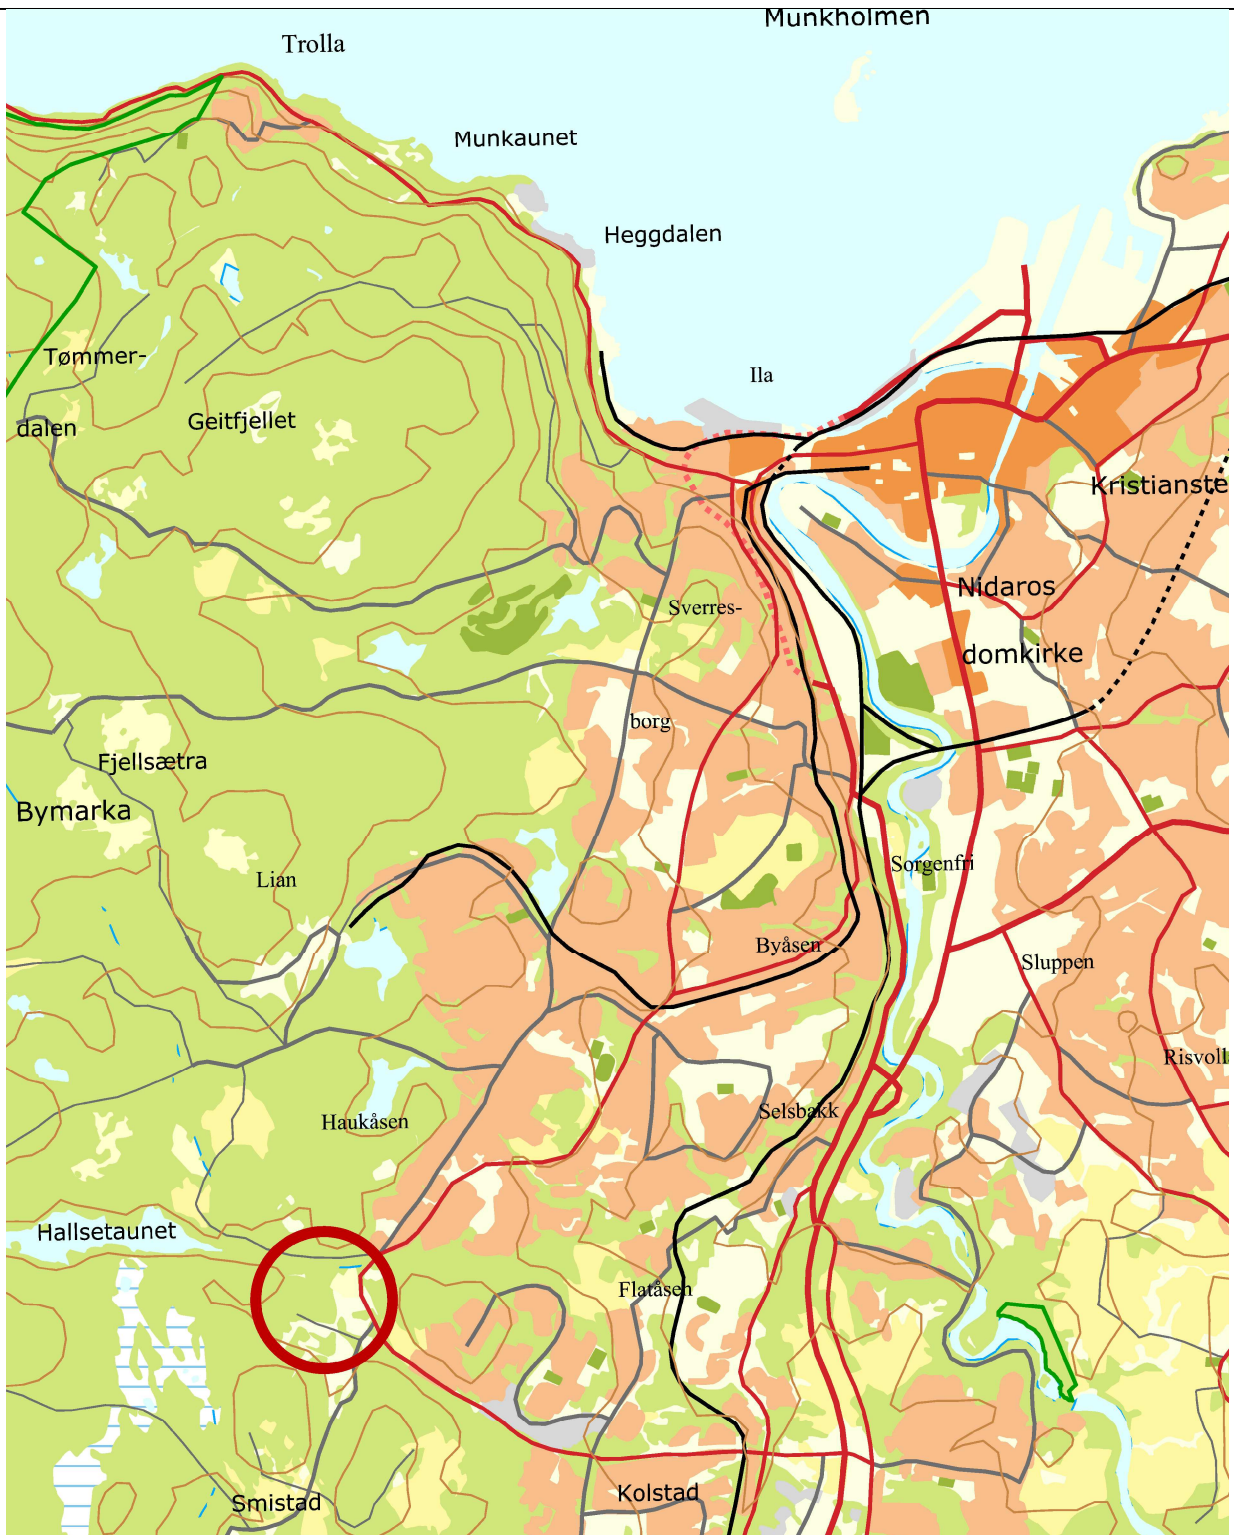 Munkholmen
Trolla
Munkaunet
Heggdalen
Tømmer-
Ila
dalen
Geitfjellet
Kristianste
Nidaros
Sverres-
domkirke
borg
Fjellsætra
Bymarka
Sorgenfri
Lian
Byåsen
Sluppen
Risvoll
Selsbakk
Haukåsen
Hallsetaunet
Flatåsen
Kolstad
Smistad